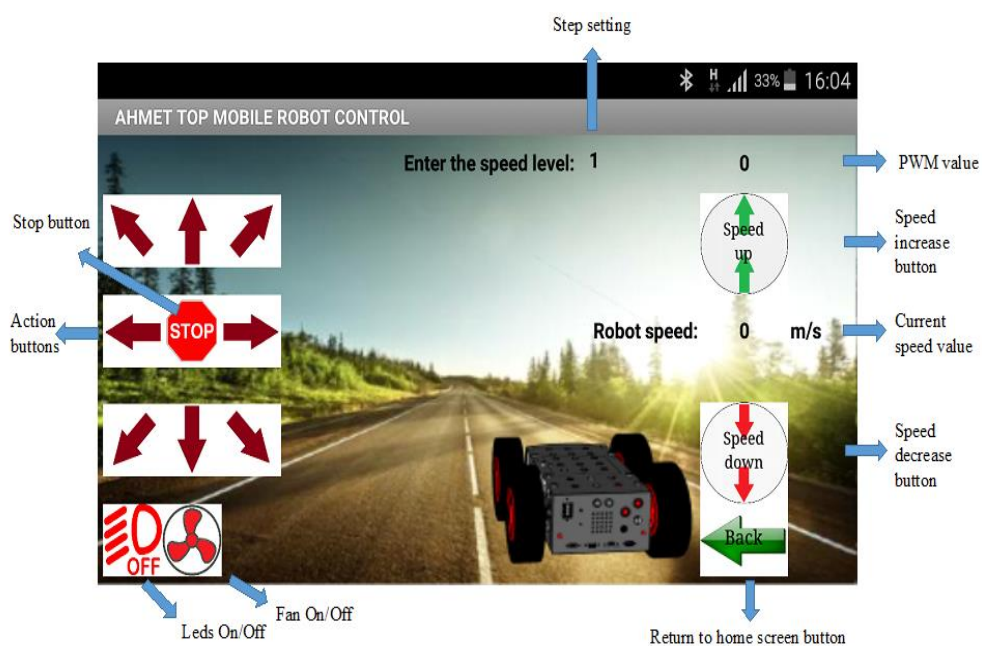 Step setting
H 33% 16:04
AHMET TOP MOBILE ROBOT CONTROL
Enter the speed level: 1 0
PWM value
Stop button
Speed
up
Speed
increase
button
Action
buttons
STOP
Robot speed: 0 m/s
Current
speed value
Speed
down
Speed
decrease
button
OFF
Back
Fan On/Off
Leds On/Off
Return to home screen button